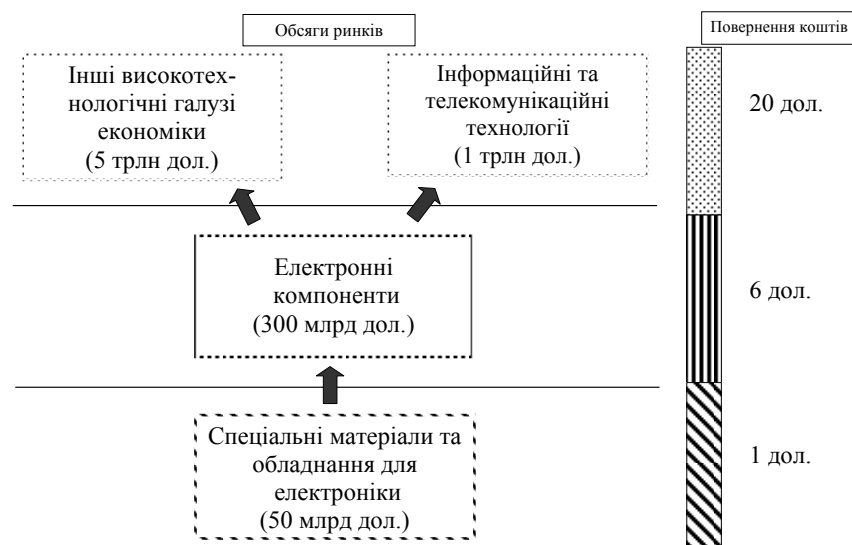 Обсяги ринків
Повернення коштів
Інші високотех-
нологічні галузі
економіки
(5 трлн дол.)
Інформаційні та
телекомунікаційні
технології
(1 трлн дол.)
20 дол.
Електронні
компоненти
(300 млрд дол.)
6 дол.
Спеціальні матеріали та
обладнання для
електроніки
(50 млрд дол.)
1 дол.